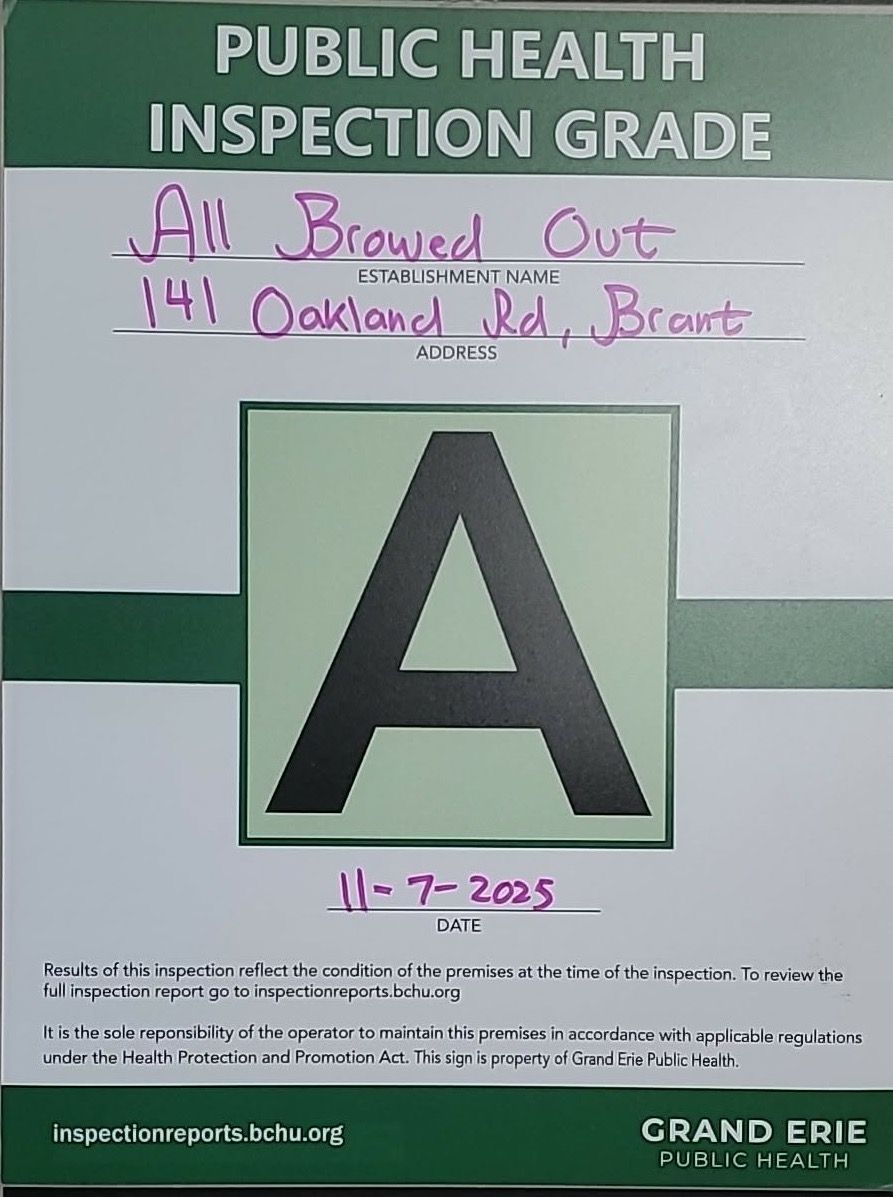 PUBLIC HEALTH
INSPECTION GRADE
All Browed Out
ESTABLISHMENT NAME
141 Oakland Rd, Brant
ADDRESS
A
11-7-2025
DATE
Results of this inspection reflect the condition of the premises at the time of the inspection. To review the
full inspection report go to inspectionreports.bchu.org
It is the sole reponsibility of the operator to maintain this premises in accordance with applicable regulations
under the Health Protection and Promotion Act. This sign is property of Grand Erie Public Health.
inspectionreports.bchu.org
GRAND ERIE
PUBLIC HEALTH